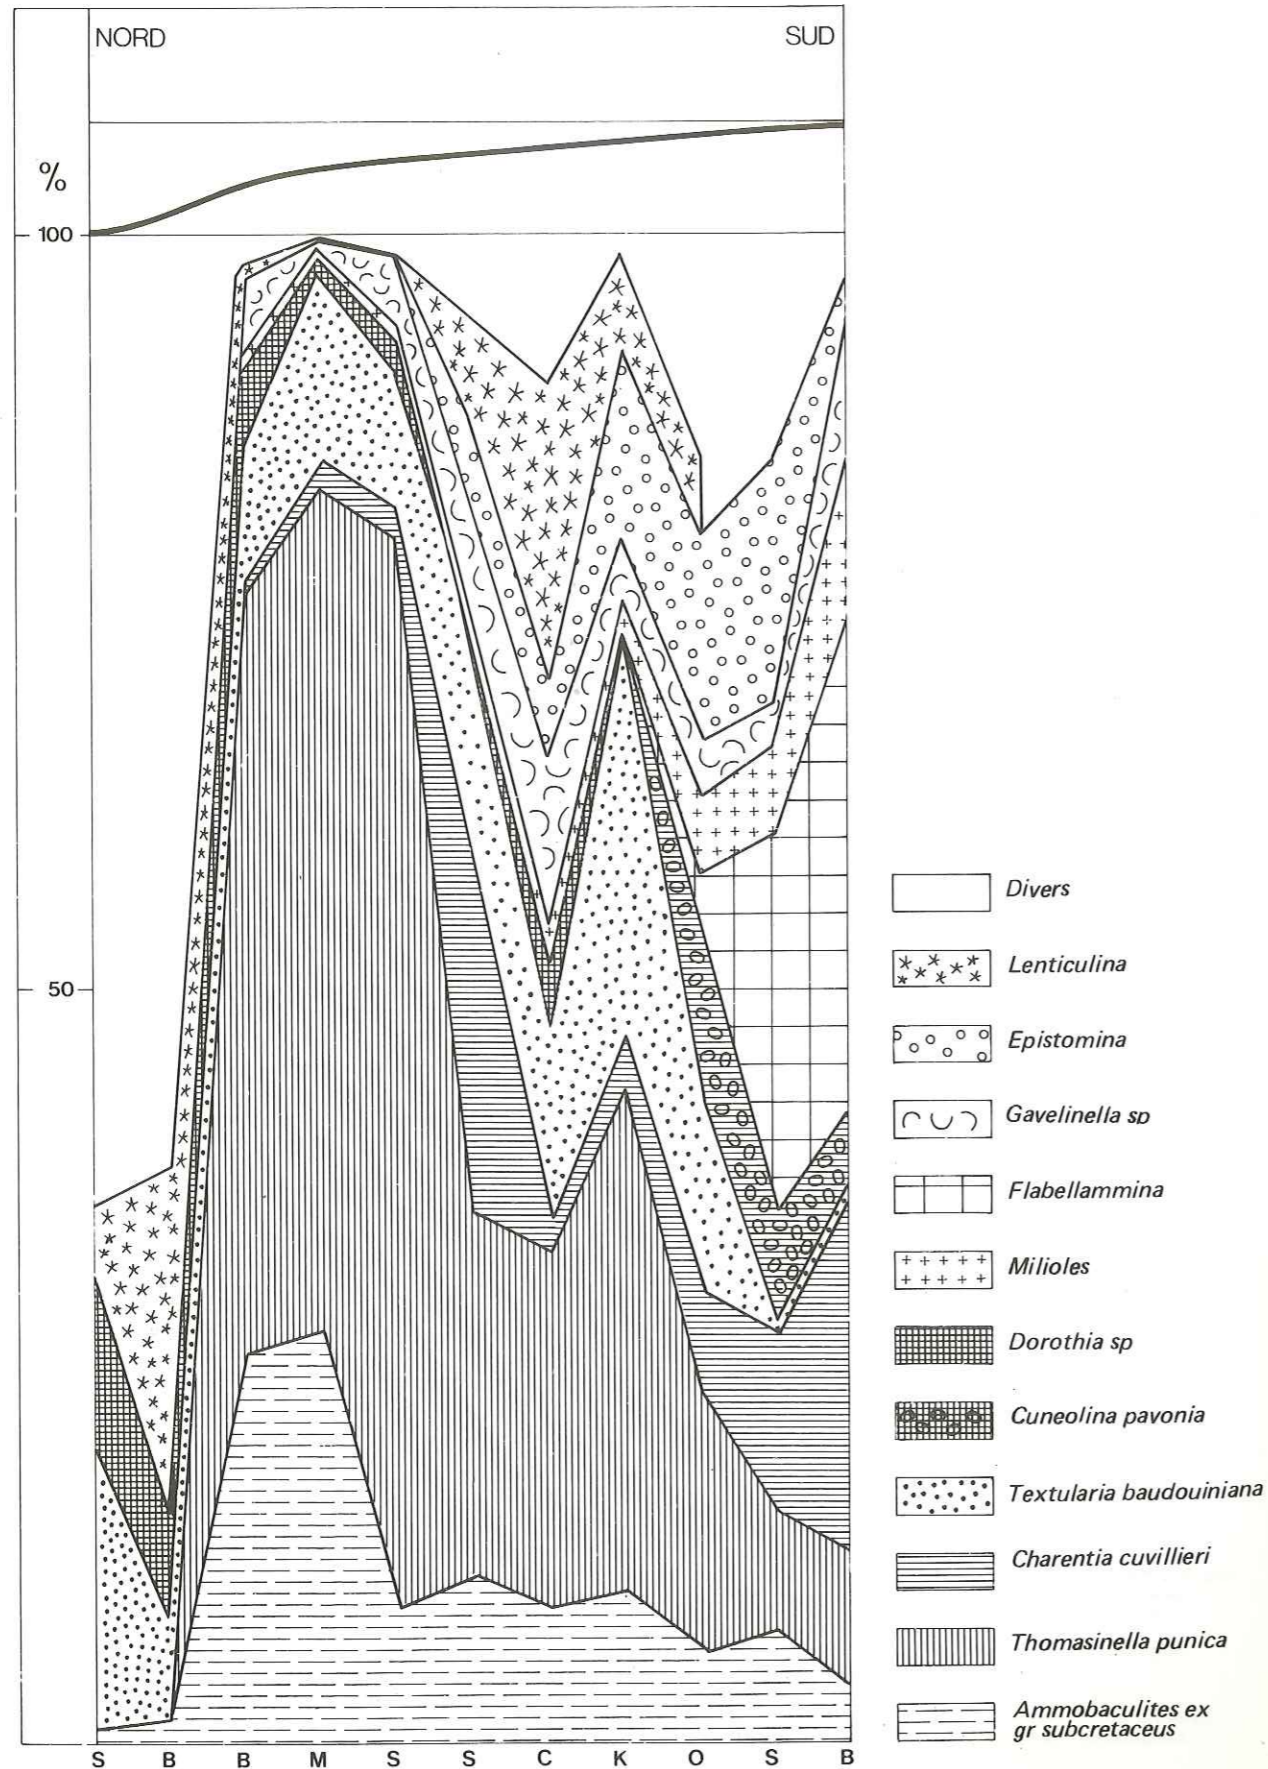 NORD
SUD
%
100
50
Divers
Lenticulina
Epistomina
Gavelinella sp
Flabellammina
Milioles
Dorothia sp
Cuneolina pavonia
Textularia baudouiniana
Charentia cuvillieri
Thomasinella punica
Ammobaculites ex
gr subcretaceus
S B B M S S C K O S B